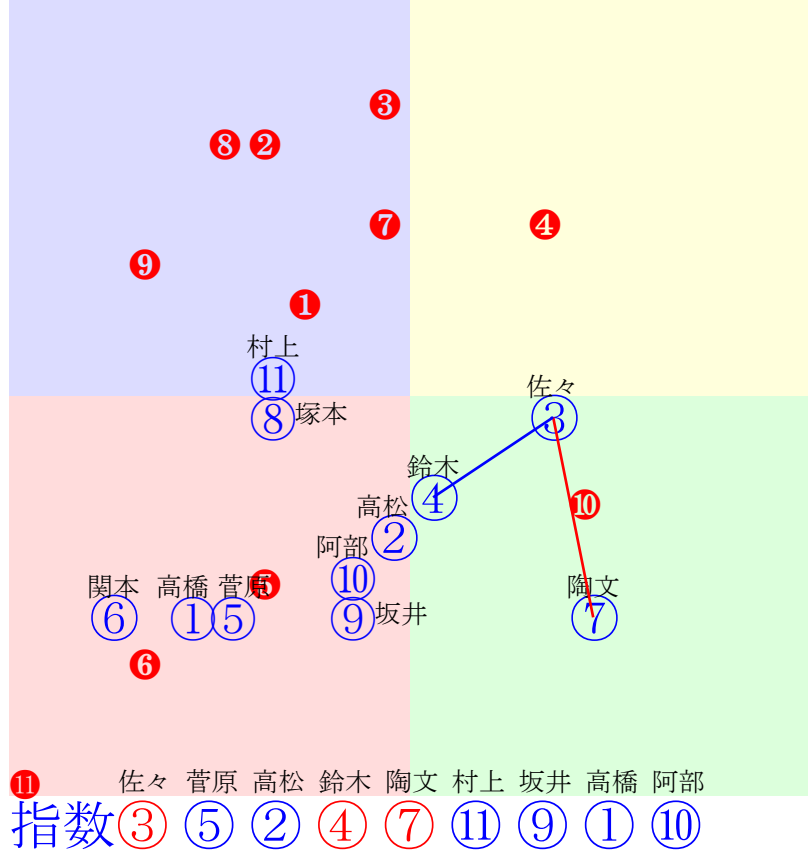 ❸
❽ ❷
❼ ❹
❾
❶
村上
⑪
佐々
⑧ 塚本 ③
鈴木
④
高松 ❿
②
阿部
⑩
関本 高橋 菅原 ❺ 陶文
⑥ ① ⑤ ⑨ 坂井 ⑦
❻
⓫ 佐々 菅原 高松 鈴木 陶文 村上 坂井 高橋 阿部
指数 ③ ⑤ ② ④ ⑦ ⑪ ⑨ ① ⑩